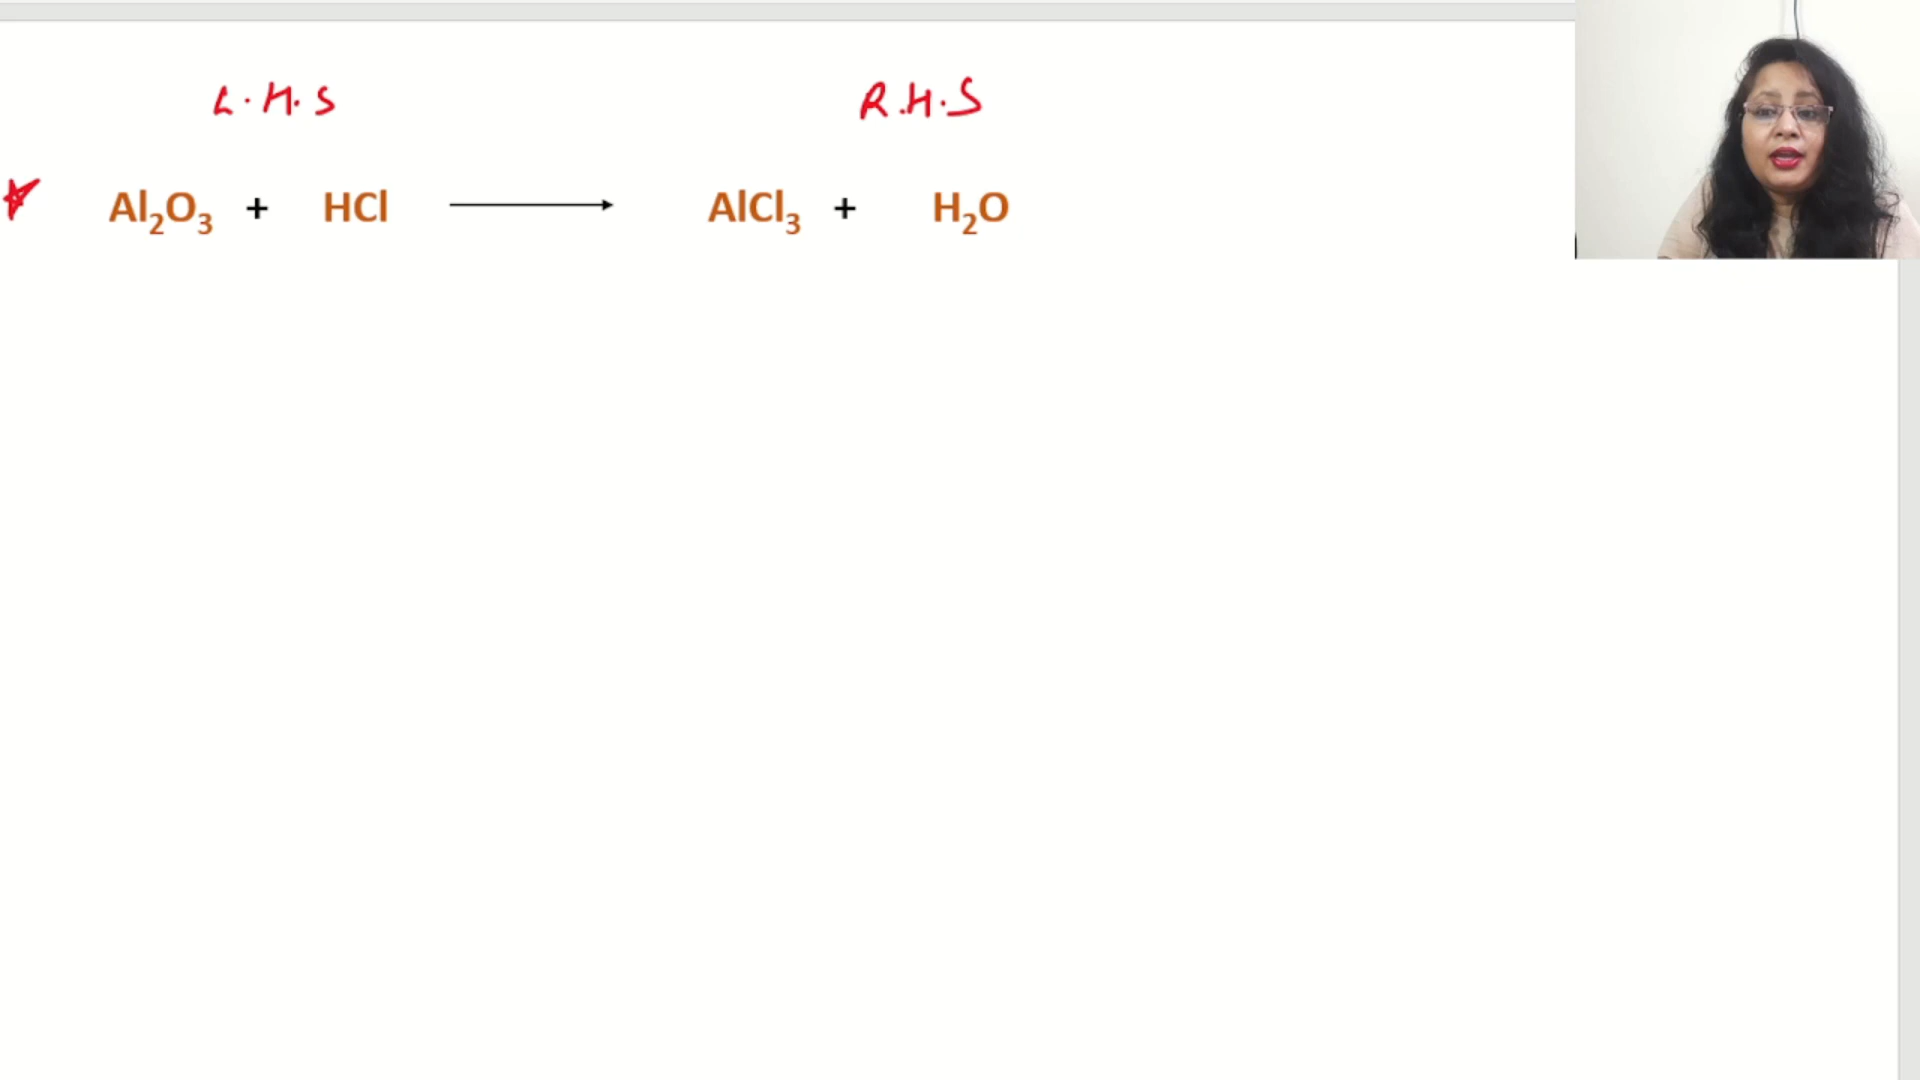 L.H.S R.H.S
Al₂O₃ + HCl ⟶ AlCl₃ + H₂O